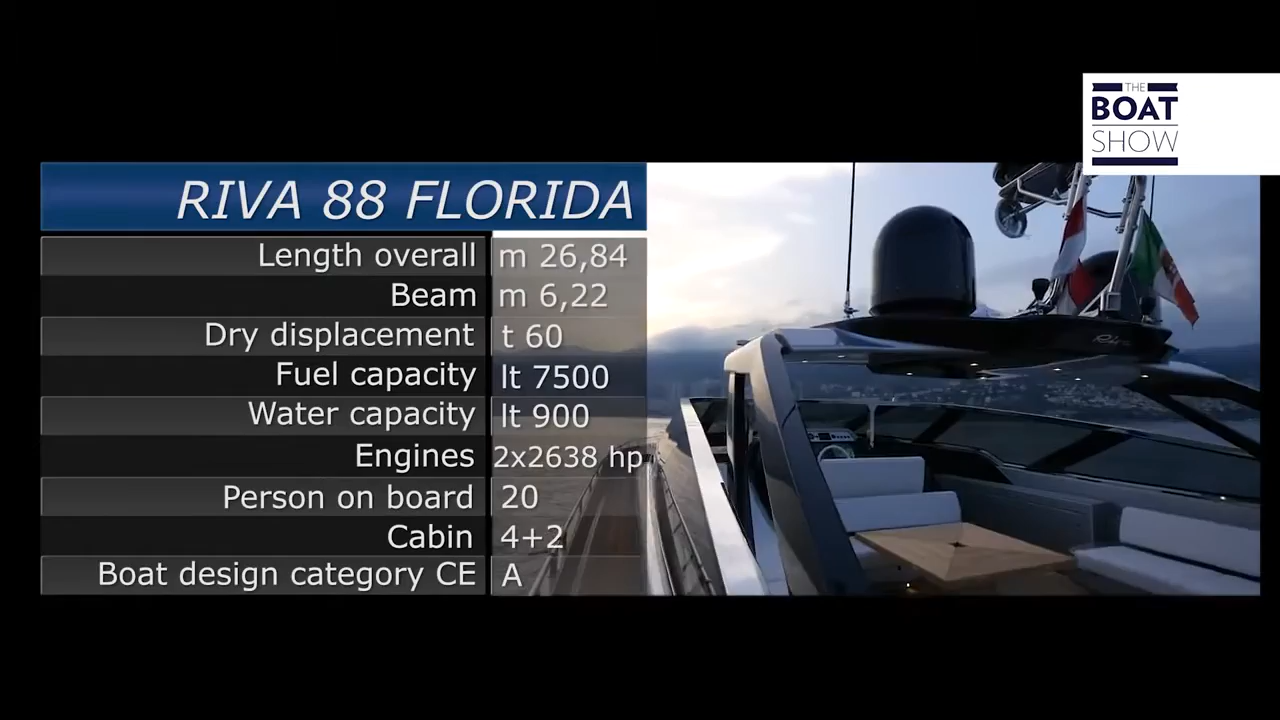 THE
BOAT
SHOW
RIVA 88 FLORIDA
Length overall m 26,84
Beam m 6,22
Dry displacement t 60
Fuel capacity lt 7500
Water capacity lt 900
Engines 2x2638 hp
Person on board 20
Cabin 4+2
Boat design category CE A
Riva